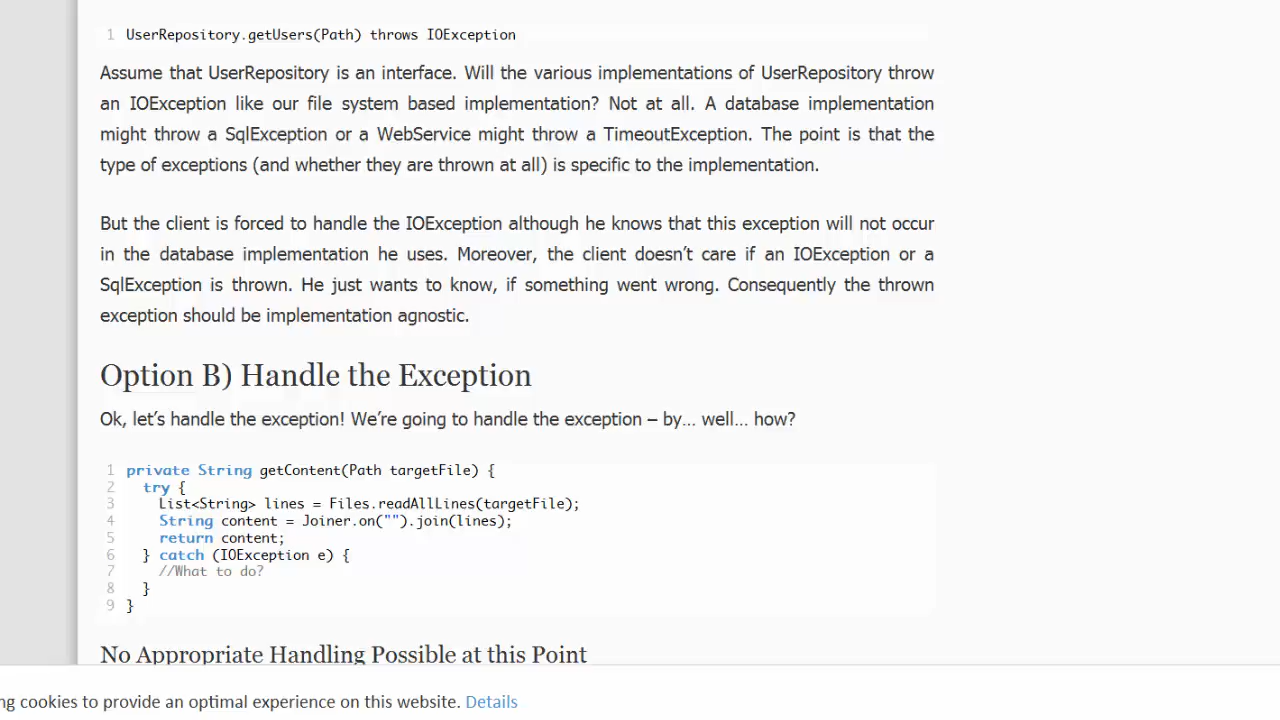 1 UserRepository.getUsers(Path) throws IOException
Assume that UserRepository is an interface. Will the various implementations of UserRepository throw
an IOException like our file system based implementation? Not at all. A database implementation
might throw a SqlException or a WebService might throw a TimeoutException. The point is that the
type of exceptions (and whether they are thrown at all) is specific to the implementation.
But the client is forced to handle the IOException although he knows that this exception will not occur
in the database implementation he uses. Moreover, the client doesn’t care if an IOException or a
SqlException is thrown. He just wants to know, if something went wrong. Consequently the thrown
exception should be implementation agnostic.
Option B) Handle the Exception
Ok, let’s handle the exception! We’re going to handle the exception – by… well… how?
1 private String getContent(Path targetFile) {
2 try {
3 List<String> lines = Files.readAllLines(targetFile);
4 String content = Joiner.on("").join(lines);
5 return content;
6 } catch (IOException e) {
7 //What to do?
8 }
9 }
No Appropriate Handling Possible at this Point
ng cookies to provide an optimal experience on this website. Details